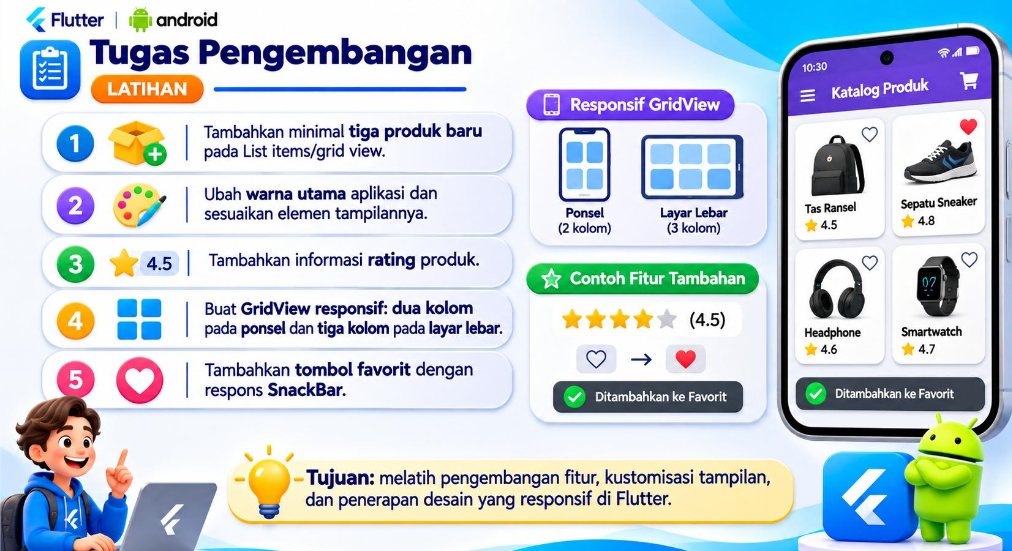 Flutter | android
Tugas Pengembangan
LATIHAN
1
Tambahkan minimal tiga produk baru
pada List items/grid view.
2
Ubah warna utama aplikasi dan
sesuaikan elemen tampilannya.
3
4.5
Tambahkan informasi rating produk.
4
Buat GridView responsif: dua kolom
pada ponsel dan tiga kolom pada layar lebar.
5
Tambahkan tombol favorit dengan
respons SnackBar.
Responsif GridView
Ponsel
(2 kolom)
Layar Lebar
(3 kolom)
Contoh Fitur Tambahan
(4.5)
Ditambahkan ke Favorit
10:30
Katalog Produk
Tas Ransel
4.5
Sepatu Sneaker
4.8
Headphone
4.6
Smartwatch
4.7
Ditambahkan ke Favorit
Tujuan: melatih pengembangan fitur, kustomisasi tampilan,
dan penerapan desain yang responsif di Flutter.